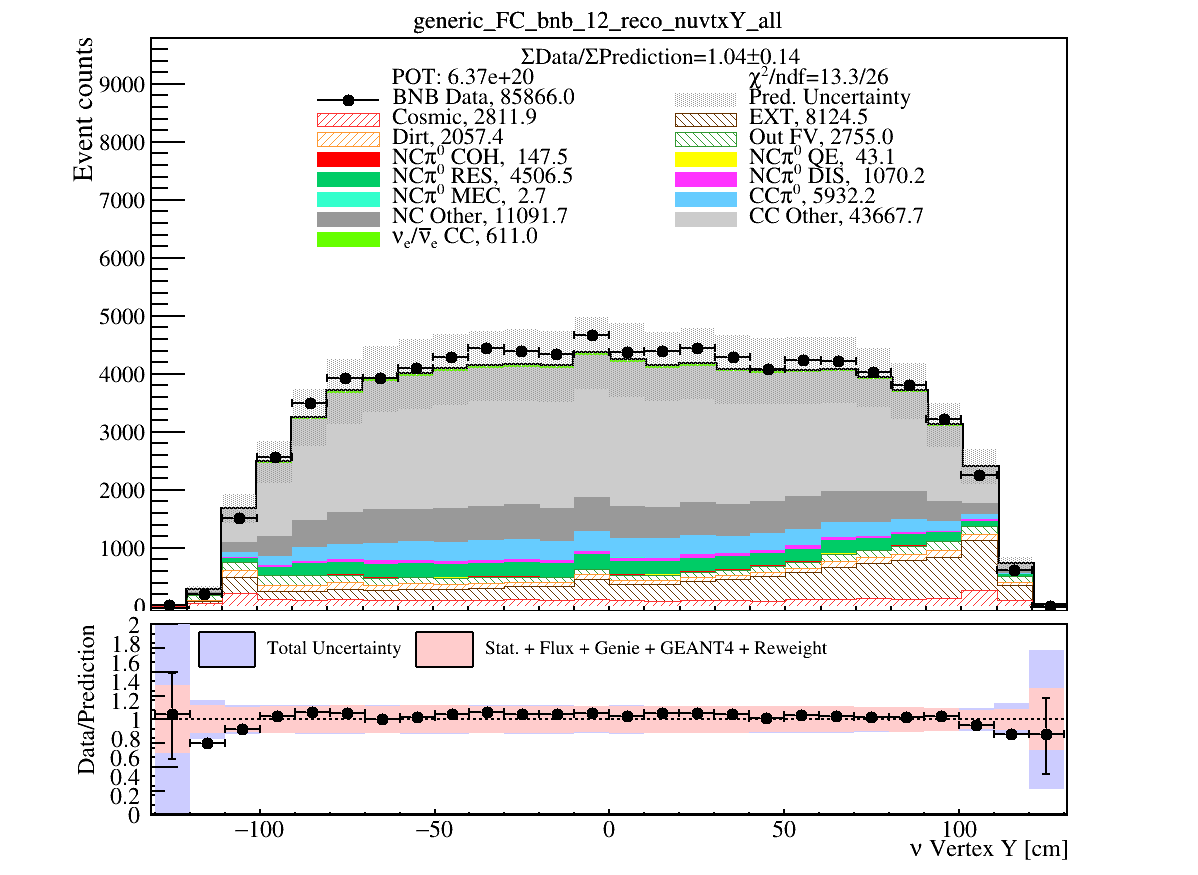 generic_FC_bnb_12_reco_nuvtxY_all
ΣData/ΣPrediction=1.04±0.14
POT: 6.37e+20 χ²/ndf=13.3/26
BNB Data, 85866.0 Pred. Uncertainty
Cosmic, 2811.9 EXT, 8124.5
Dirt, 2057.4 Out FV, 2755.0
NCπ⁰ COH, 147.5 NCπ⁰ QE, 43.1
NCπ⁰ RES, 4506.5 NCπ⁰ DIS, 1070.2
NCπ⁰ MEC, 2.7 CCπ⁰, 5932.2
NC Other, 11091.7 CC Other, 43667.7
νₑ/ν̅ₑ CC, 611.0
Event counts
9000
8000
7000
6000
5000
4000
3000
2000
1000
0
Total Uncertainty Stat. + Flux + Genie + GEANT4 + Reweight
Data/Prediction
2
1.8
1.6
1.4
1.2
1
0.8
0.6
0.4
0.2
0
−100 −50 0 50 100
ν Vertex Y [cm]